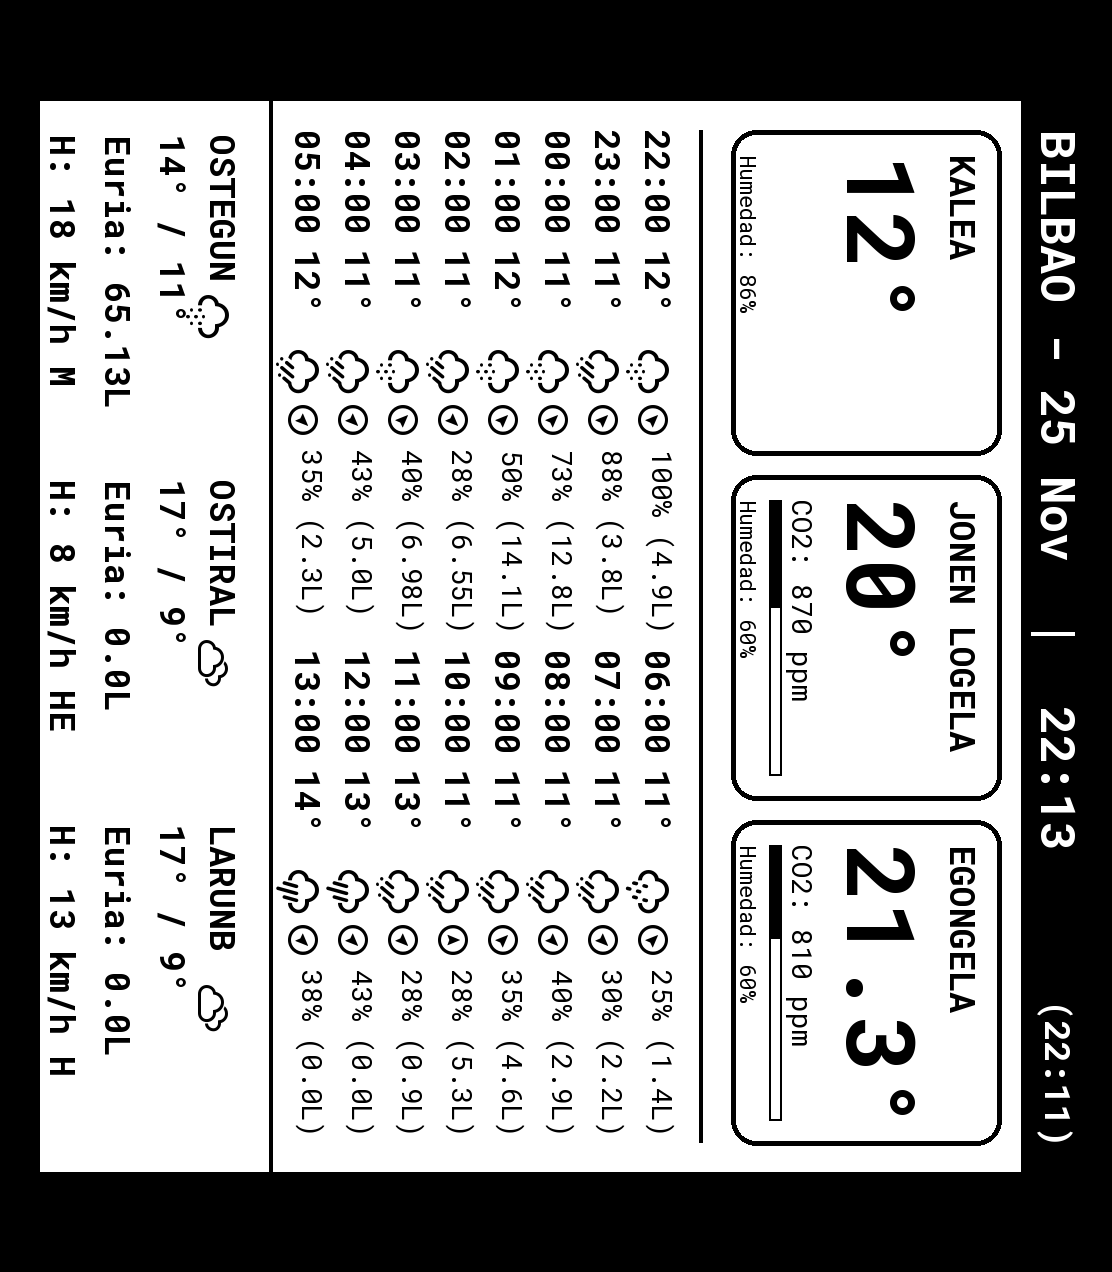 BILBAO - 25 Nov | 22:13 (22:11)
KALEA
12°
Humedad: 86%
JONEN LOGELA
20°
CO2: 870 ppm
Humedad: 60%
EGONGELA
21.3°
CO2: 810 ppm
Humedad: 60%
22:00 12° 100% (4.9L)
23:00 11° 88% (3.8L)
00:00 11° 73% (12.8L)
01:00 12° 50% (14.1L)
02:00 11° 28% (6.55L)
03:00 11° 40% (6.98L)
04:00 11° 43% (5.0L)
05:00 12° 35% (2.3L)
06:00 11° 25% (1.4L)
07:00 11° 30% (2.2L)
08:00 11° 40% (2.9L)
09:00 11° 35% (4.6L)
10:00 11° 28% (5.3L)
11:00 13° 28% (0.9L)
12:00 13° 43% (0.0L)
13:00 14° 38% (0.0L)
OSTEGUN
14° / 11°
Euria: 65.13L
H: 18 km/h M
OSTIRAL
17° / 9°
Euria: 0.0L
H: 8 km/h HE
LARUNB
17° / 9°
Euria: 0.0L
H: 13 km/h H